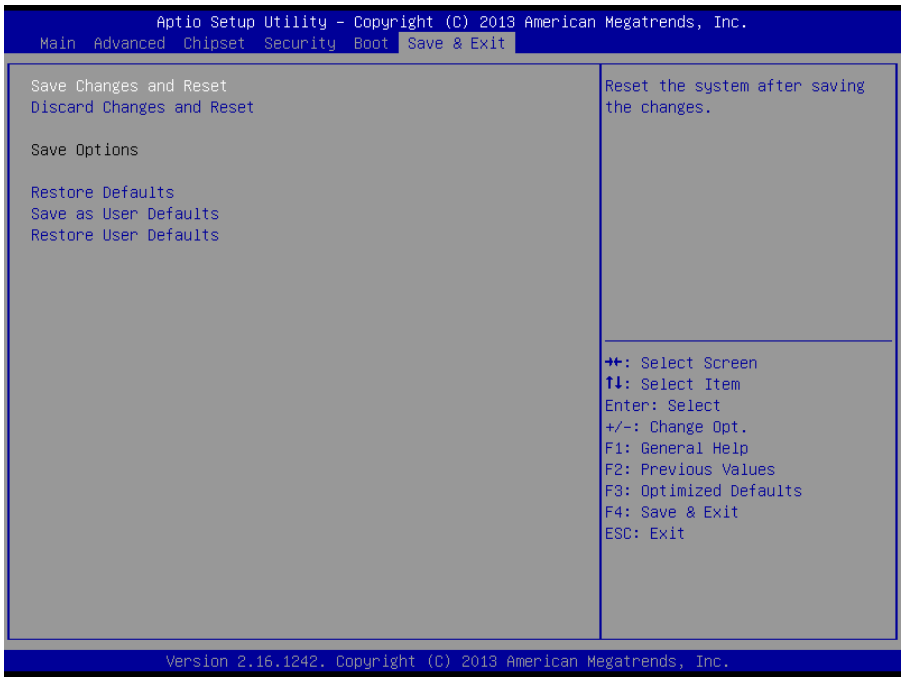 Aptio Setup Utility – Copyright (C) 2013 American Megatrends, Inc.
Main Advanced Chipset Security Boot Save & Exit
Save Changes and Reset
Discard Changes and Reset
Save Options
Restore Defaults
Save as User Defaults
Restore User Defaults
Reset the system after saving
the changes.
→←: Select Screen
↑↓: Select Item
Enter: Select
+/-: Change Opt.
F1: General Help
F2: Previous Values
F3: Optimized Defaults
F4: Save & Exit
ESC: Exit
Version 2.16.1242. Copyright (C) 2013 American Megatrends, Inc.